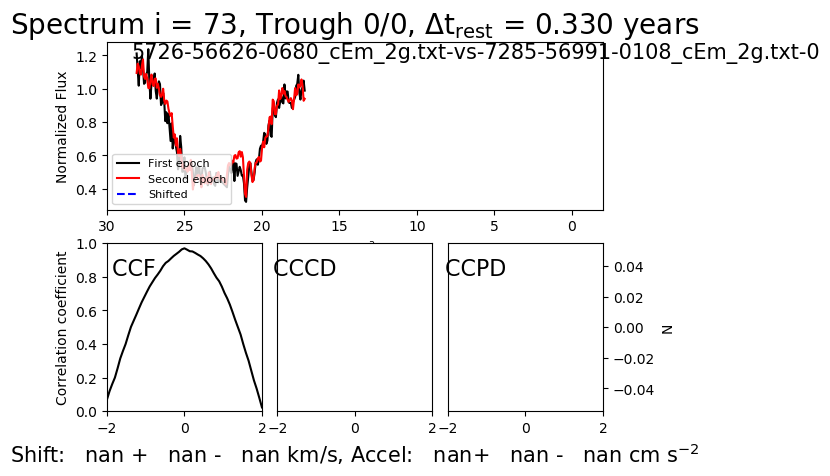 Spectrum i = 73, Trough 0/0, Δt_rest = 0.330 years
5726-56626-0680_cEm_2g.txt-vs-7285-56991-0108_cEm_2g.txt-0
1.2
1.0
0.8
0.6
0.4
Normalized Flux
First epoch
Second epoch
Shifted
30 25 20 15 10 5 0
1.0
0.8
0.6
0.4
0.2
0.0
Correlation coefficient
CCF
−2 0 2
CCCD
−2 0 2
CCPD
−2 0 2
0.04
0.02
0.00
−0.02
−0.04
N
Shift: nan + nan - nan km/s, Accel: nan+ nan - nan cm s⁻²